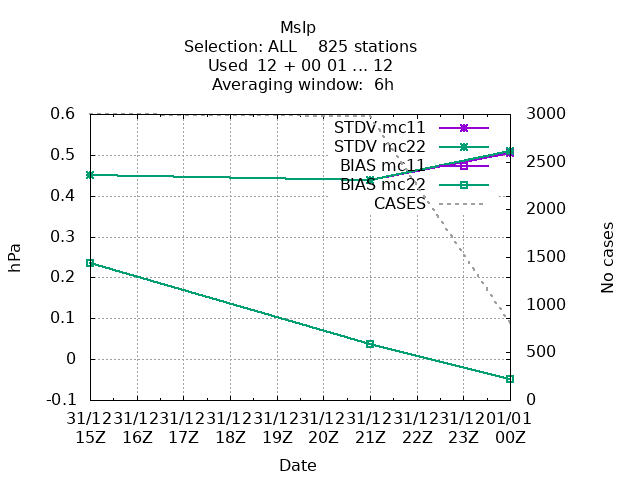 Mslp
Selection: ALL    825 stations
Used  12 + 00 01 ... 12
Averaging window:  6h
STDV mc11
STDV mc22
BIAS mc11
BIAS mc22
CASES
hPa
0.6
0.5
0.4
0.3
0.2
0.1
0
-0.1
No cases
3000
2500
2000
1500
1000
500
0
31/12 31/12 31/12 31/12 31/12 31/12 31/12 31/12 31/12 01/01
15Z 16Z 17Z 18Z 19Z 20Z 21Z 22Z 23Z 00Z
Date